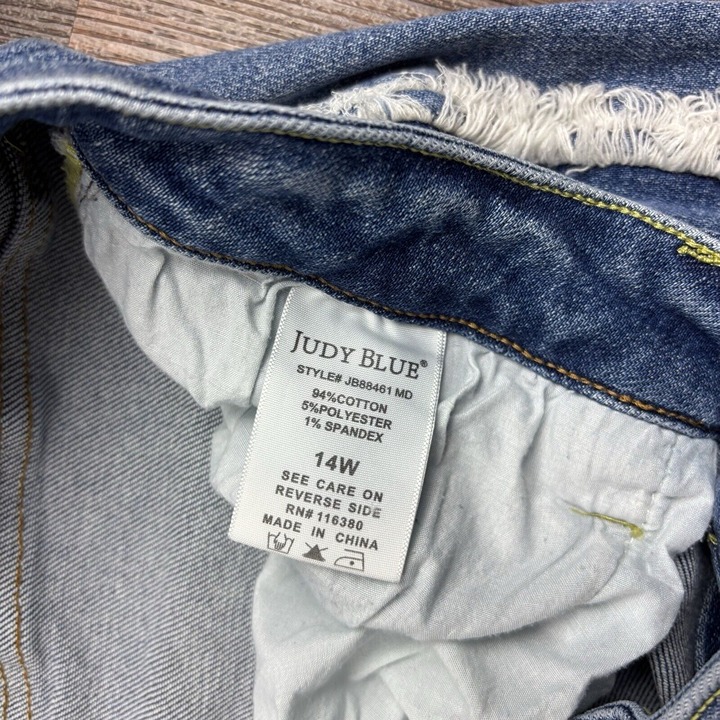 JUDY BLUE®
STYLE# JB88461 MD
94%COTTON
5%POLYESTER
1% SPANDEX
14W
SEE CARE ON
REVERSE SIDE
RN# 116380
MADE IN CHINA